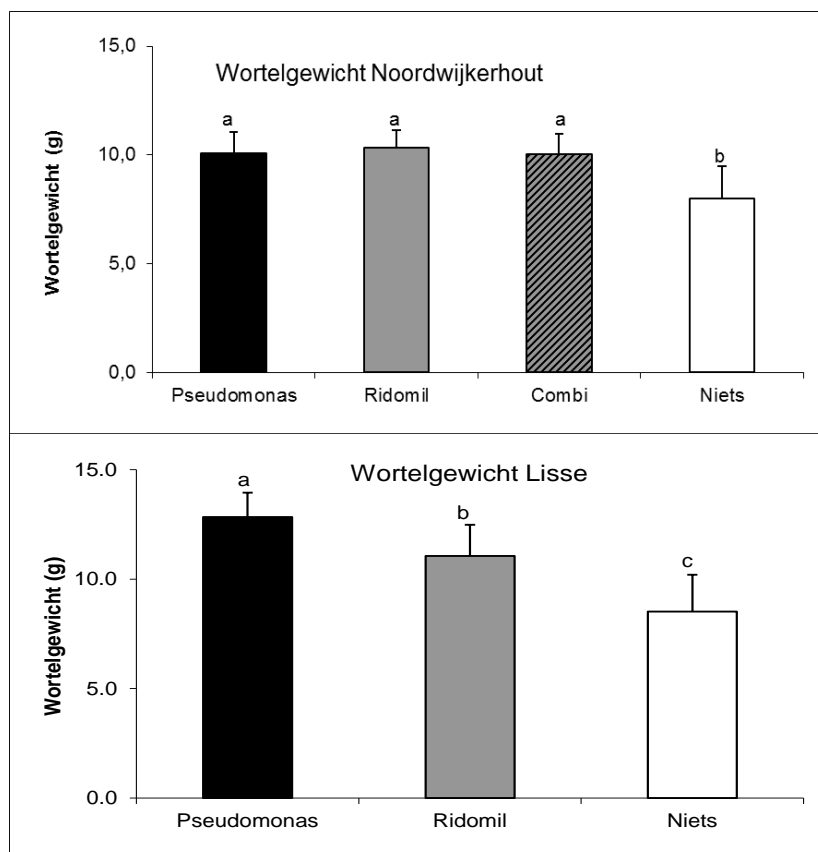 Wortelgewicht Noordwijkerhout
Wortelgewicht (g)
15,0
10,0
5,0
0,0
a
a
a
b
Pseudomonas
Ridomil
Combi
Niets
Wortelgewicht Lisse
Wortelgewicht (g)
15.0
10.0
5.0
0.0
a
b
c
Pseudomonas
Ridomil
Niets